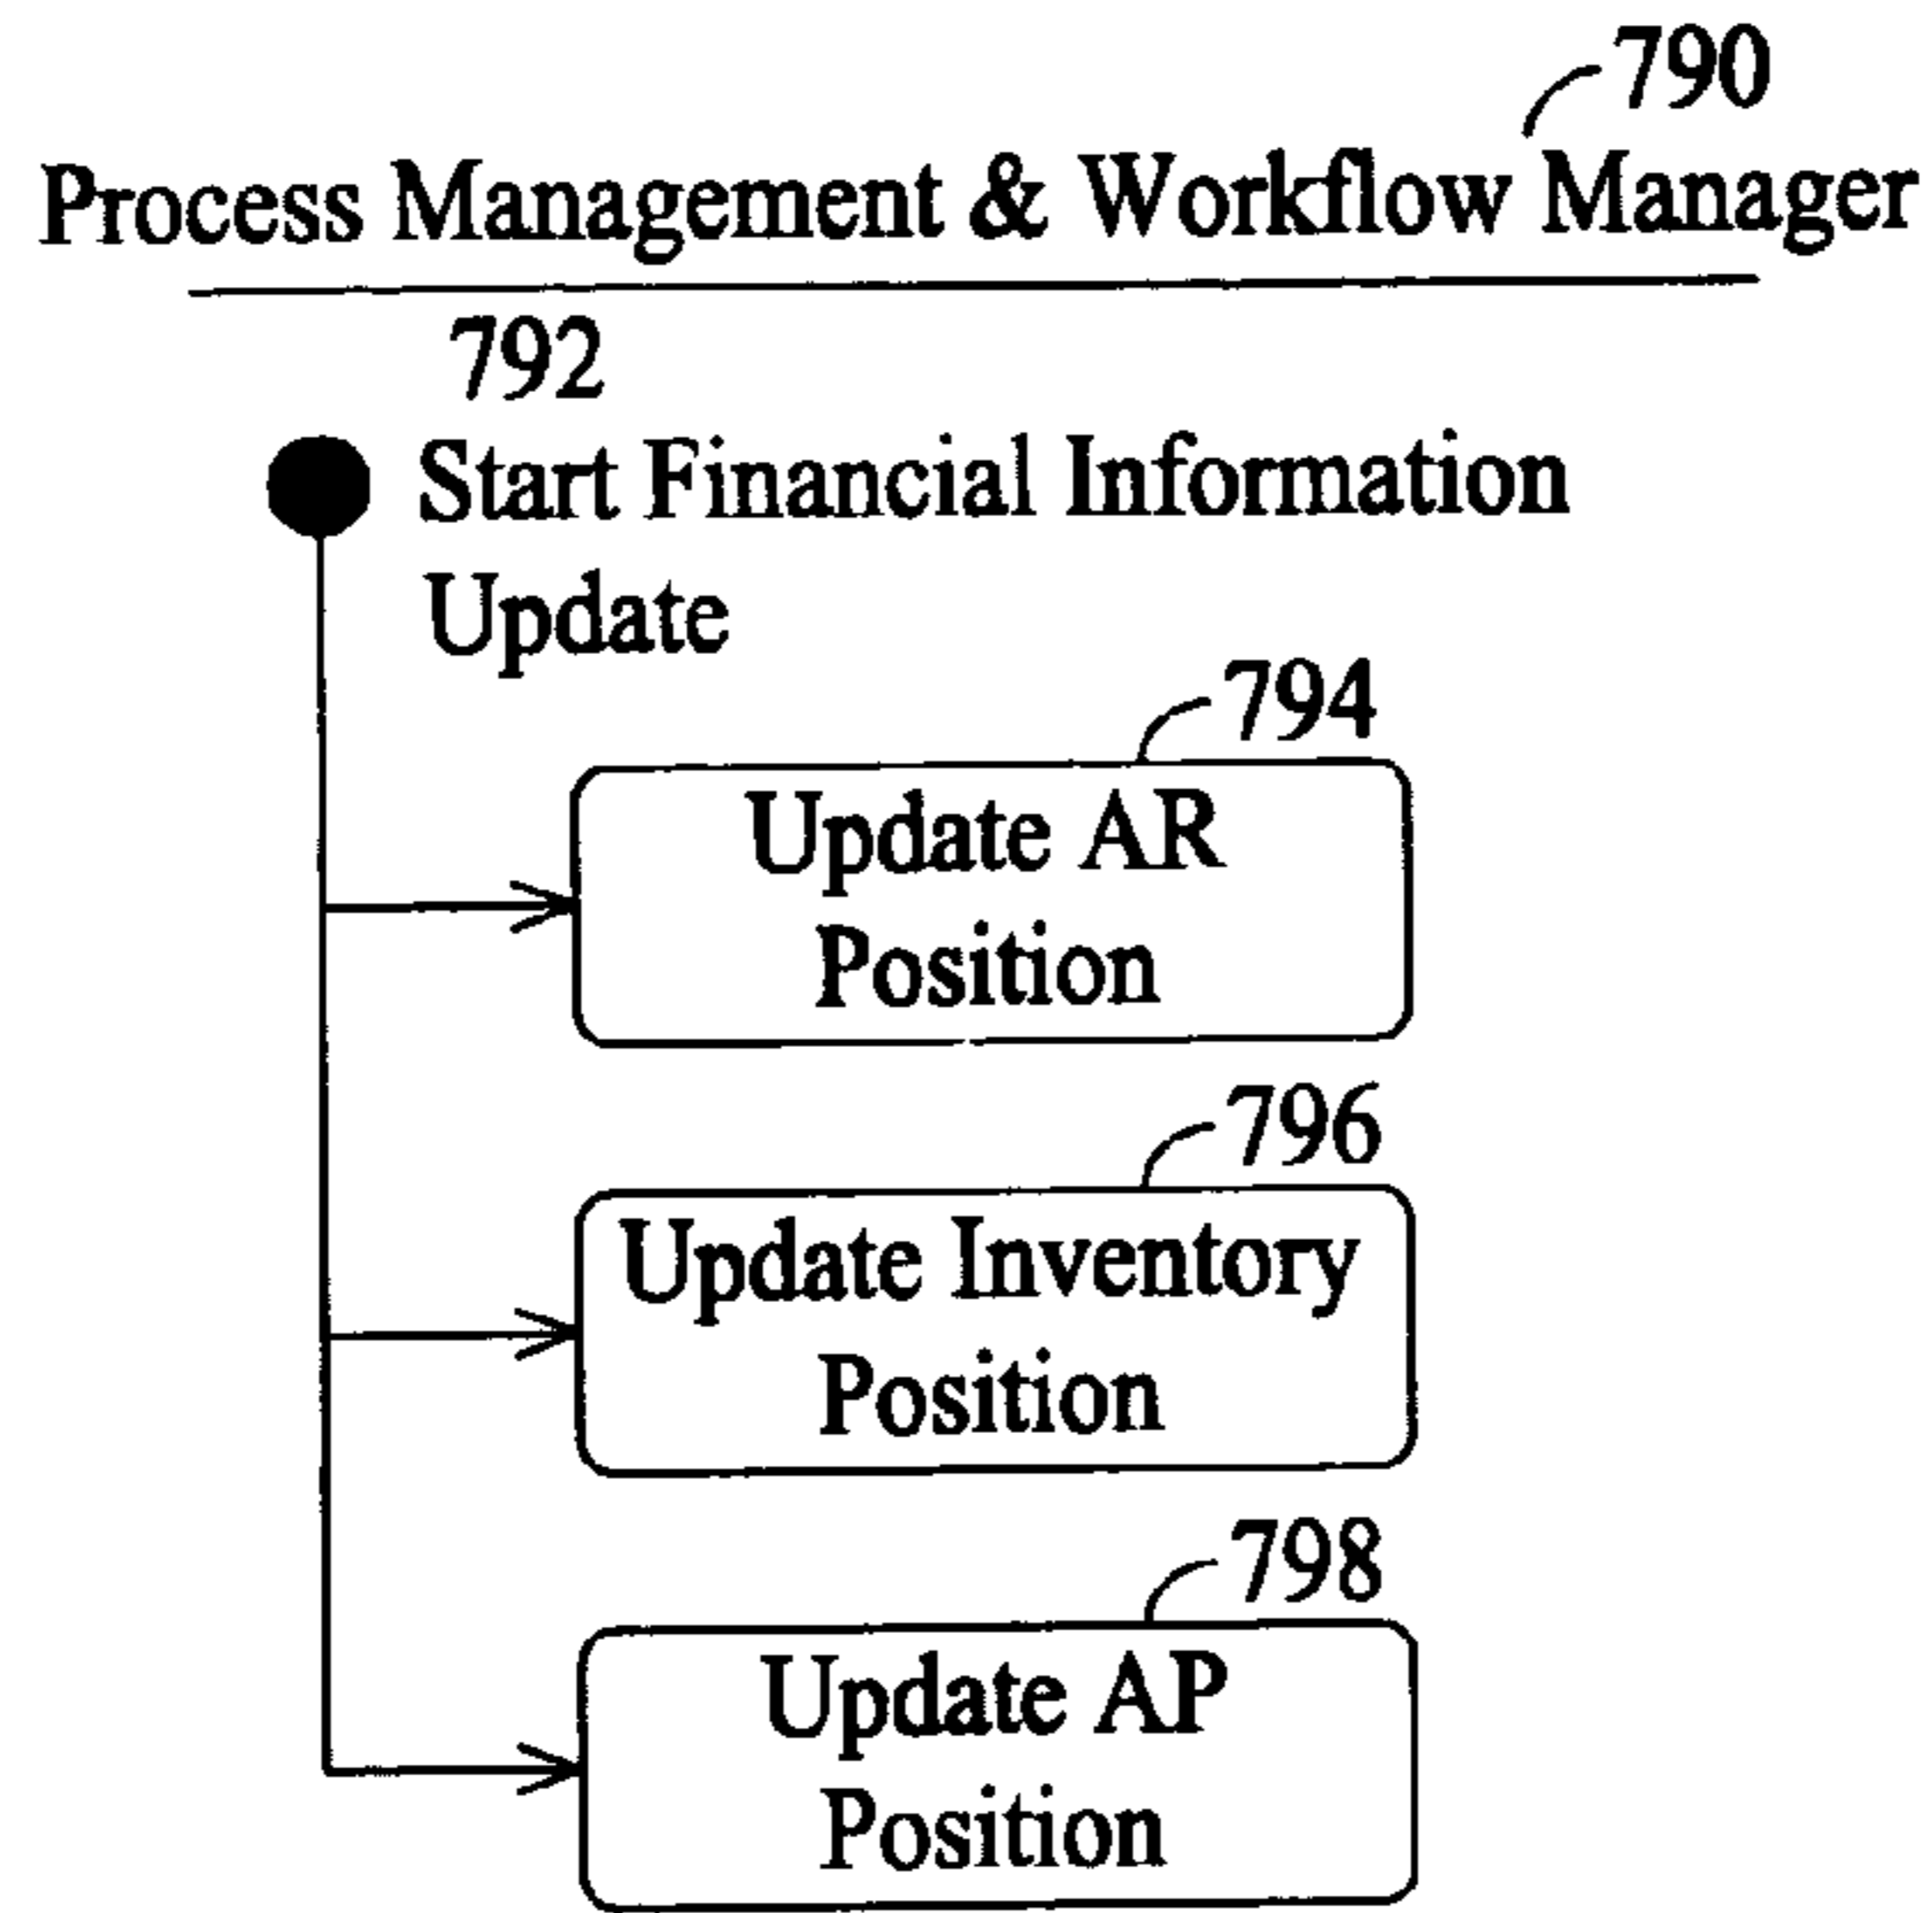 790
Process Management & Workflow Manager
792
Start Financial Information
Update
794
Update AR
Position
796
Update Inventory
Position
798
Update AP
Position